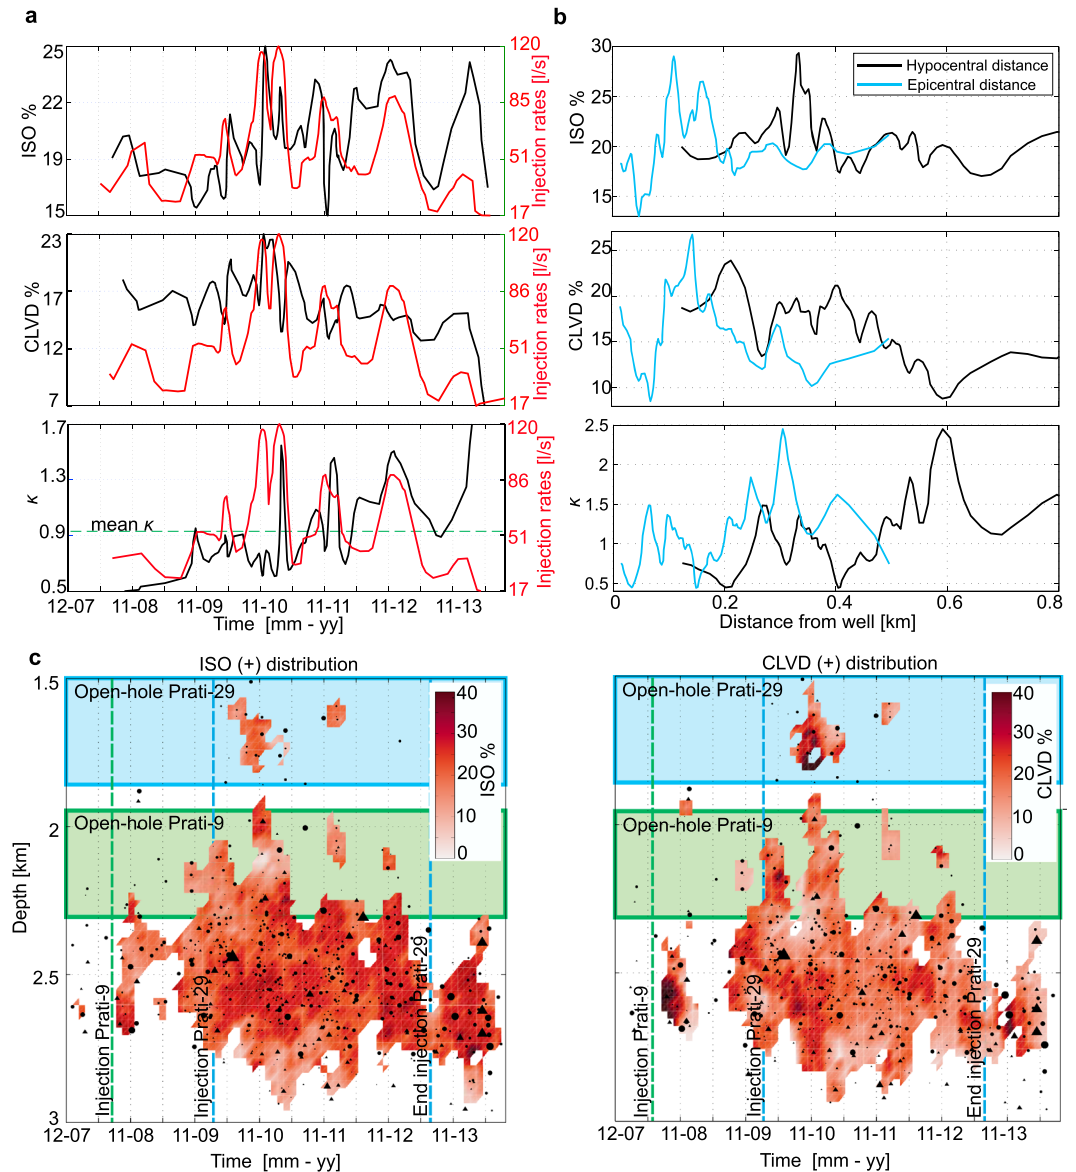 a
25
22
19
15
ISO %
120
85
51
17
Injection rates [l/s]
23
17
12
7
CLVD %
120
86
51
17
Injection rates [l/s]
1.7
1.3
0.9
0.5
κ
mean κ
120
86
51
17
Injection rates [l/s]
12-07
11-08
11-09
11-10
11-11
11-12
11-13
Time [mm - yy]
b
30
25
20
15
ISO %
Hypocentral distance
Epicentral distance
25
20
15
10
CLVD %
2.5
2
1.5
1
0.5
κ
0
0.2
0.4
0.6
0.8
Distance from well [km]
c
ISO (+) distribution
Open-hole Prati-29
Open-hole Prati-9
40
30
20
10
0
ISO %
Injection Prati-9
Injection Prati-29
End injection Prati-29
1.5
2
2.5
3
Depth [km]
12-07
11-08
11-09
11-10
11-11
11-12
11-13
Time [mm - yy]
CLVD (+) distribution
Open-hole Prati-29
Open-hole Prati-9
40
30
20
10
0
CLVD %
Injection Prati-9
Injection Prati-29
End injection Prati-29
12-07
11-08
11-09
11-10
11-11
11-12
11-13
Time [mm - yy]